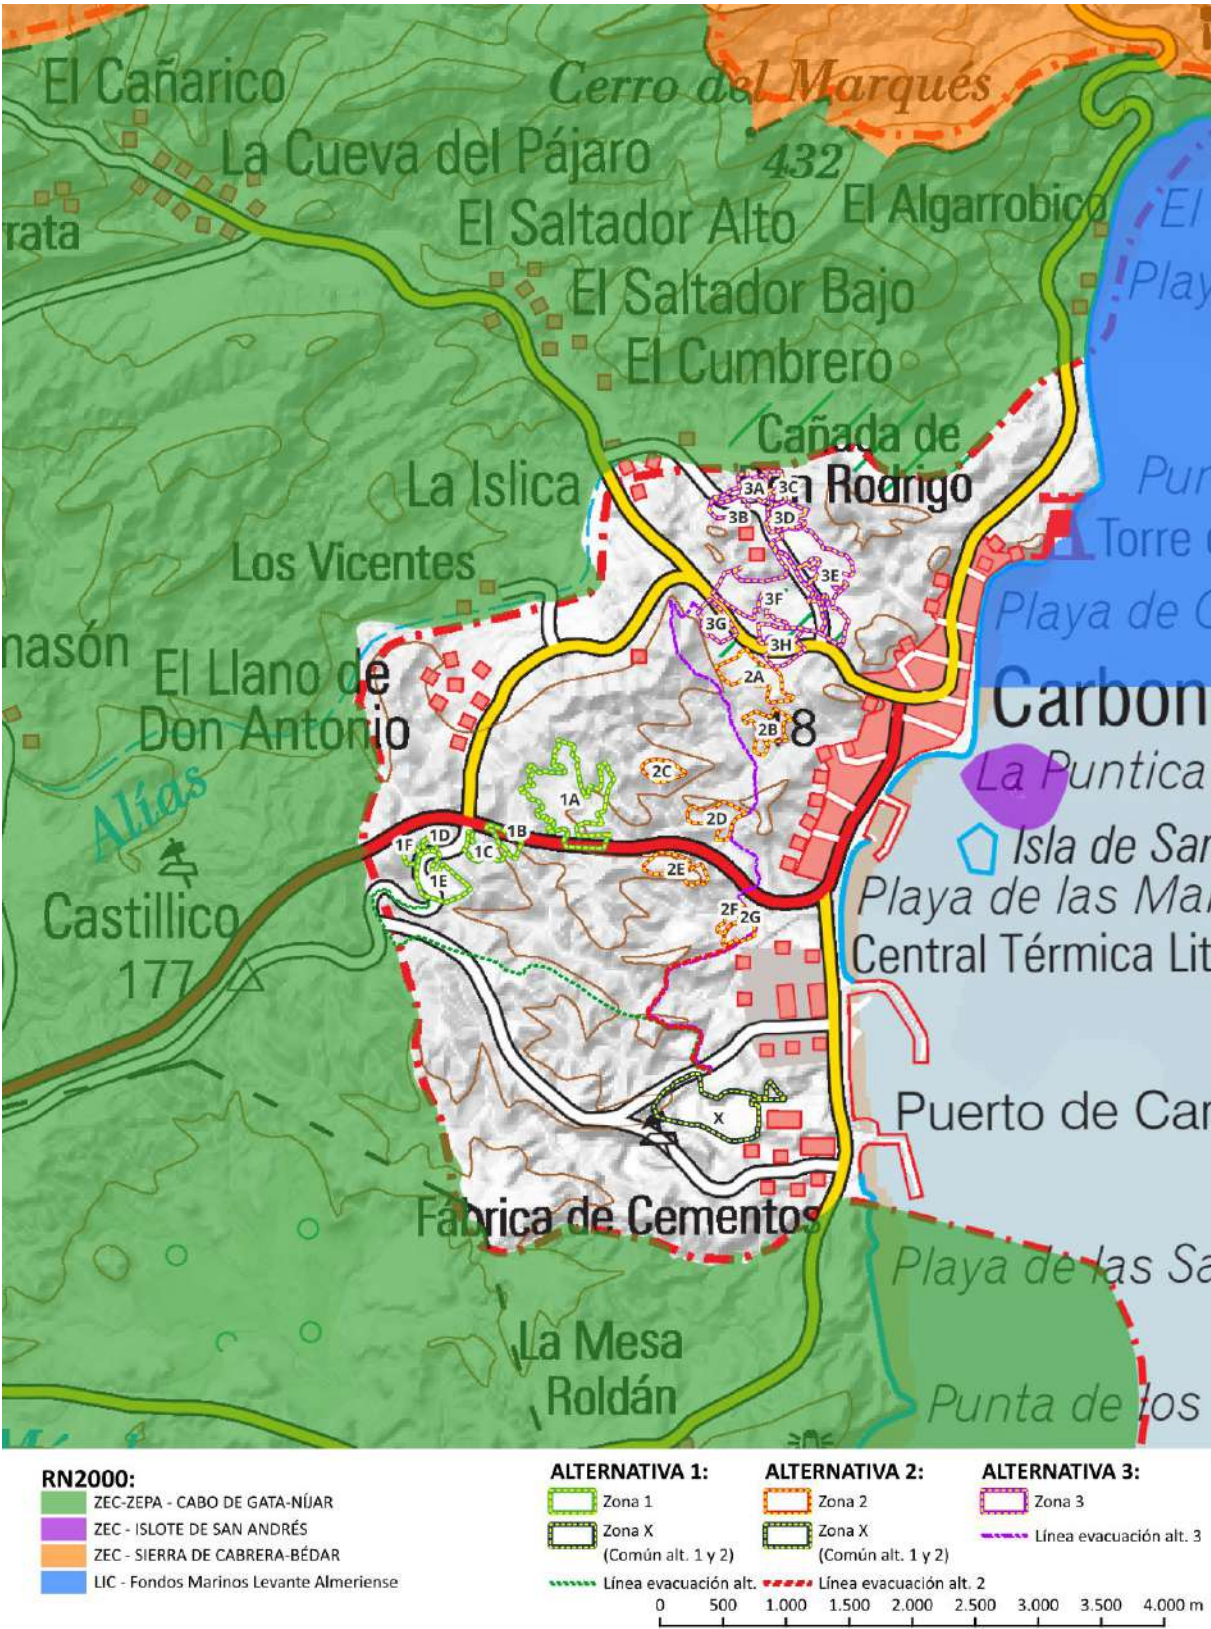 El Cañarico
Cerro del Marqués
La Cueva del Pájaro
432
El Algarrobico
El
rata
El Saltador Alto
Play
El Saltador Bajo
El Cumbrero
Cañada de
Don Rodrigo
La Islica
Pun
3A
3C
3B
3D
Torre
Los Vicentes
3E
3F
Playa de C
3G
3H
masón
El Llano de
Don Antonio
2A
Carbon
2B
18
2C
La Puntica
1A
Alías
2D
1B
1D
1F
1C
Isla de San
2E
1E
Playa de las Mar
Castillico
2F
2G
Central Térmica Lit
177
Puerto de Car
X
Fábrica de Cementos
Playa de las Sa
La Mesa
Roldán
Punta de los
RN2000:
ZEC-ZEPA - CABO DE GATA-NÍJAR
ZEC - ISLOTE DE SAN ANDRÉS
ZEC - SIERRA DE CABRERA-BÉDAR
LIC - Fondos Marinos Levante Almeriense
ALTERNATIVA 1:
Zona 1
Zona X
(Común alt. 1 y 2)
Línea evacuación alt.
ALTERNATIVA 2:
Zona 2
Zona X
(Común alt. 1 y 2)
Línea evacuación alt. 2
ALTERNATIVA 3:
Zona 3
Línea evacuación alt. 3
0 500 1.000 1.500 2.000 2.500 3.000 3.500 4.000 m